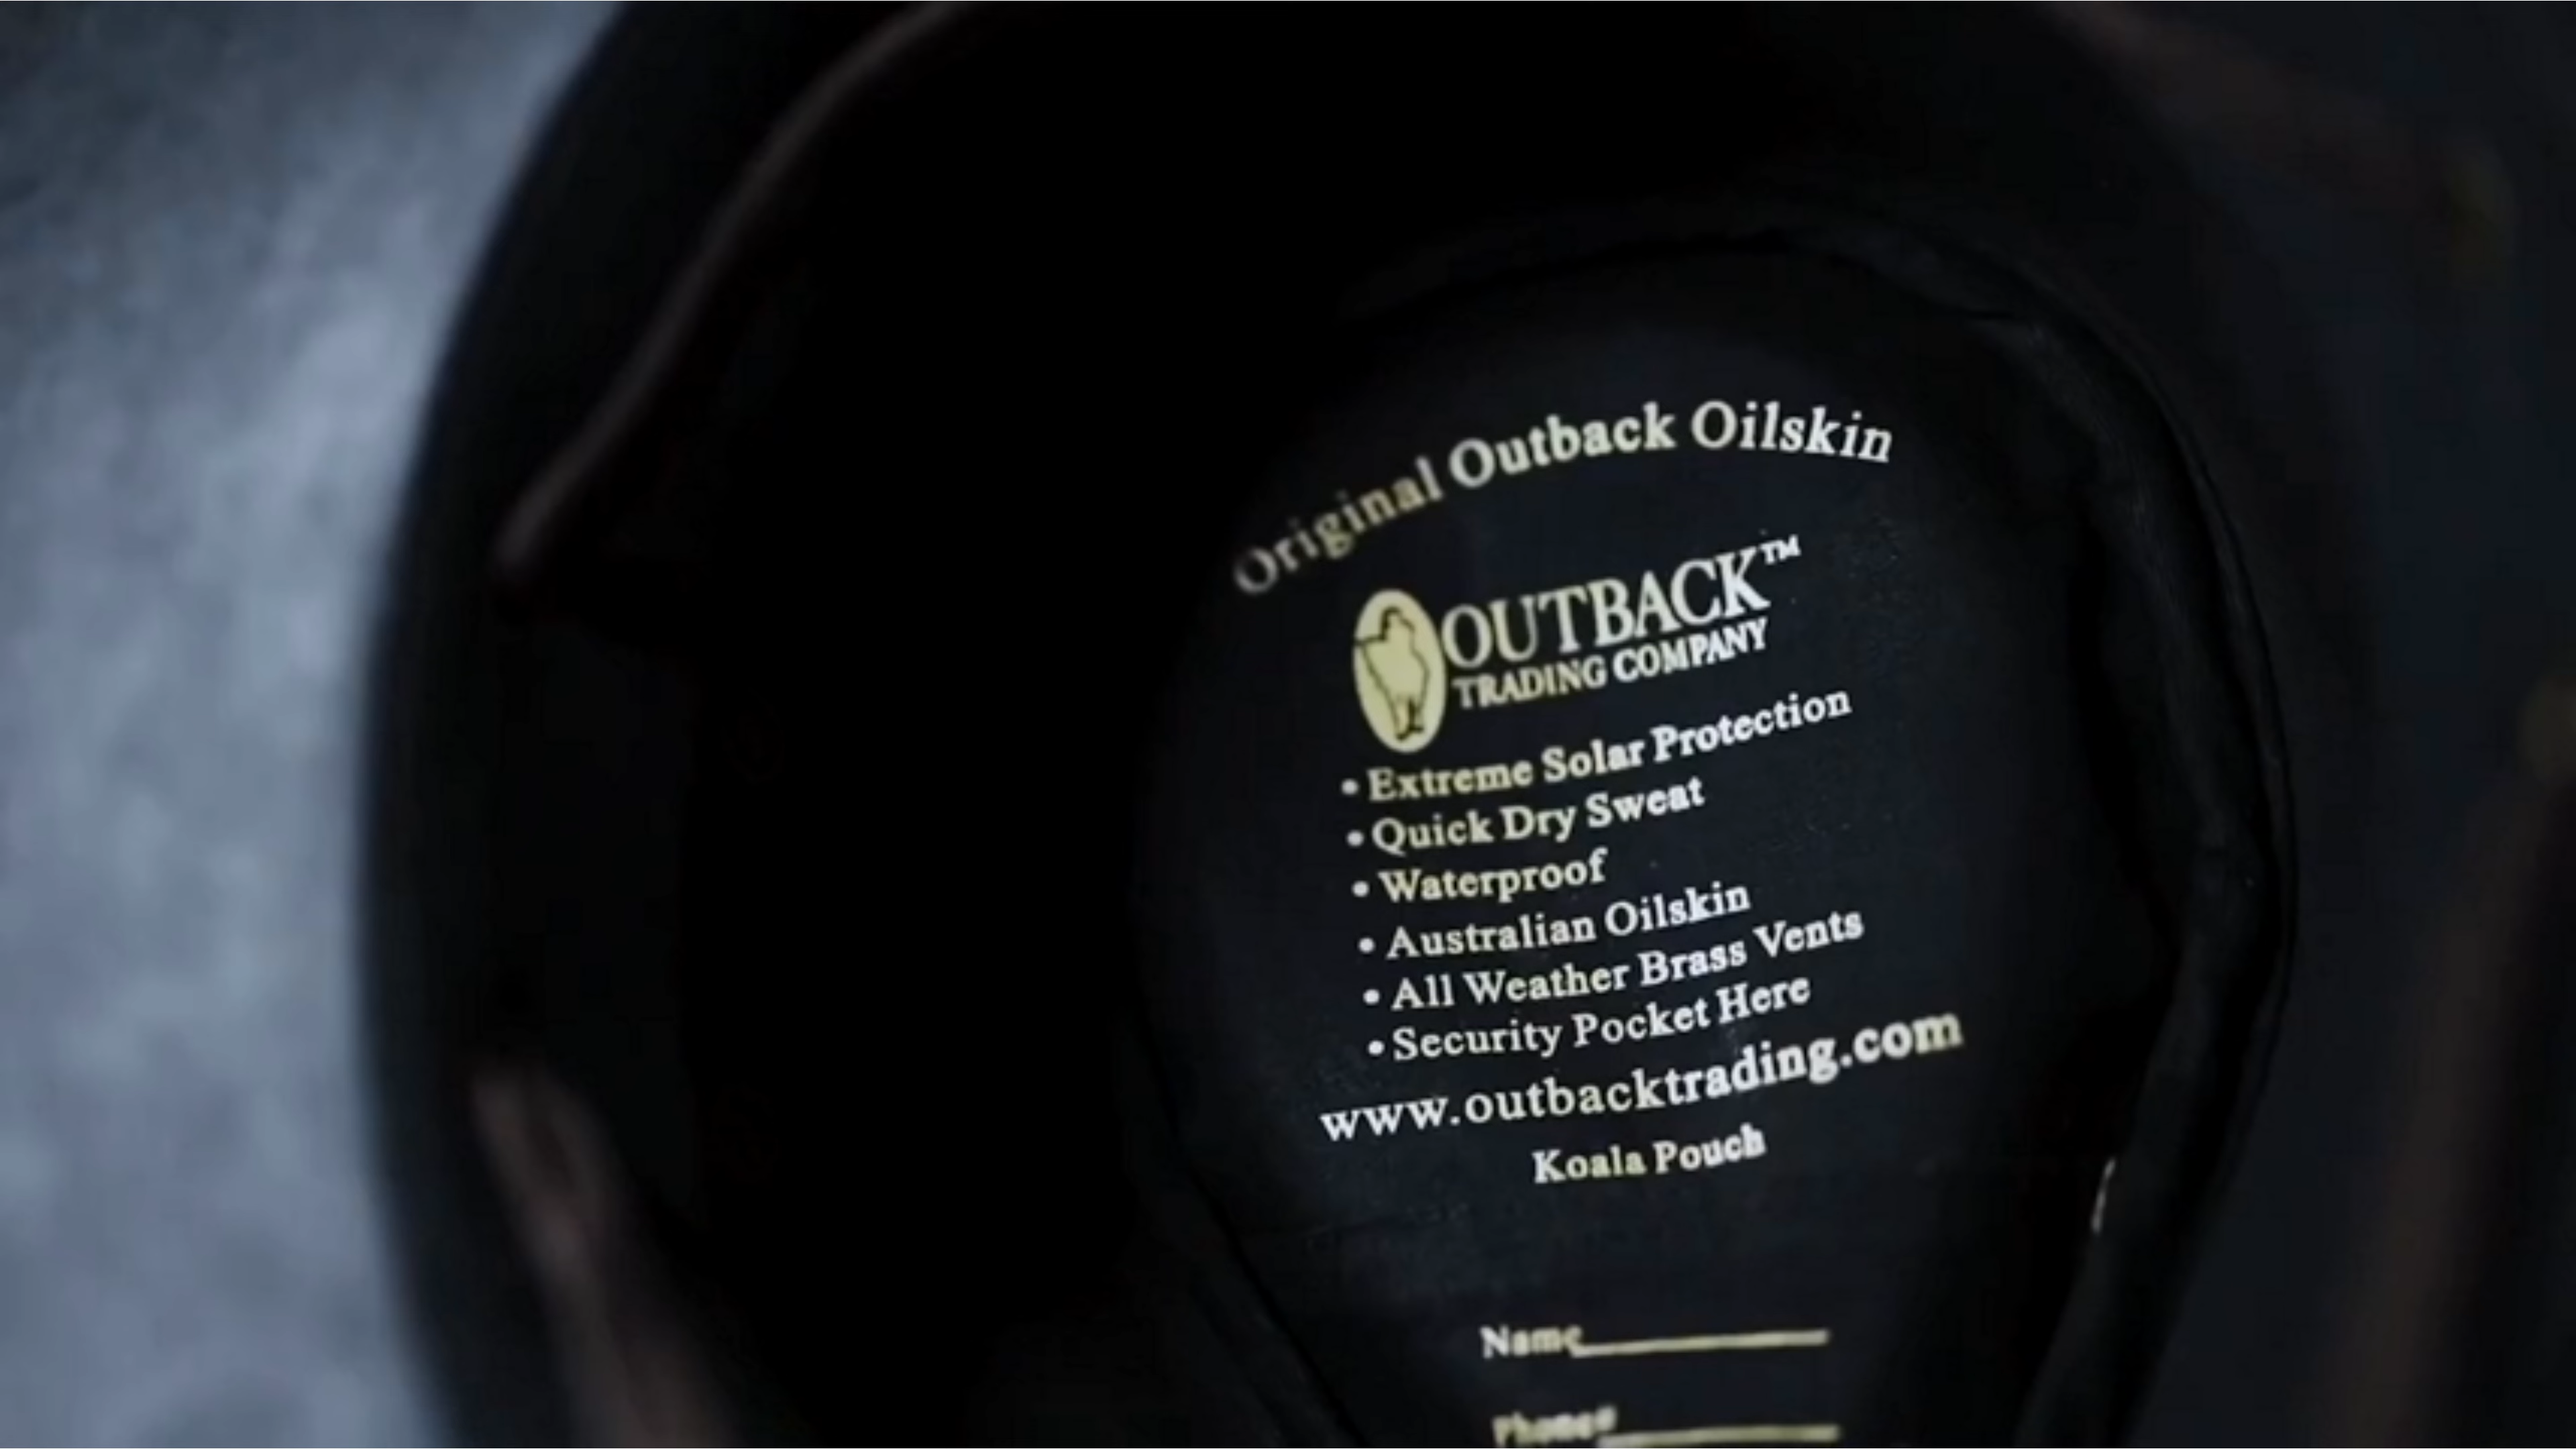 Original Outback Oilskin
OUTBACK™
TRADING COMPANY
• Extreme Solar Protection
• Quick Dry Sweat
• Waterproof
• Australian Oilskin
• All Weather Brass Vents
• Security Pocket Here
www.outbacktrading.com
Koala Pouch
Name
Phone#